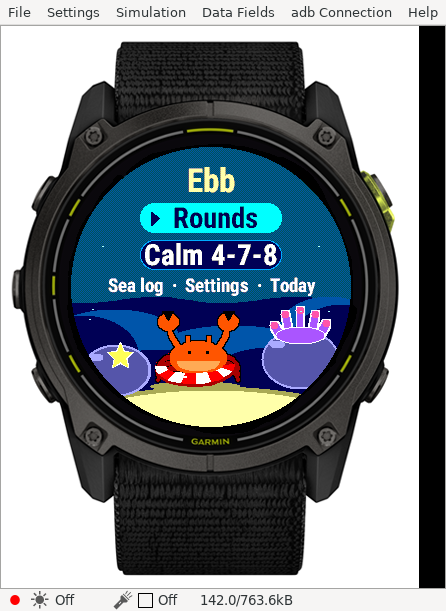 File Settings Simulation Data Fields adb Connection Help
Ebb
Rounds
Calm 4-7-8
Sea log · Settings · Today
GARMIN
Off Off 142.0/763.6kB